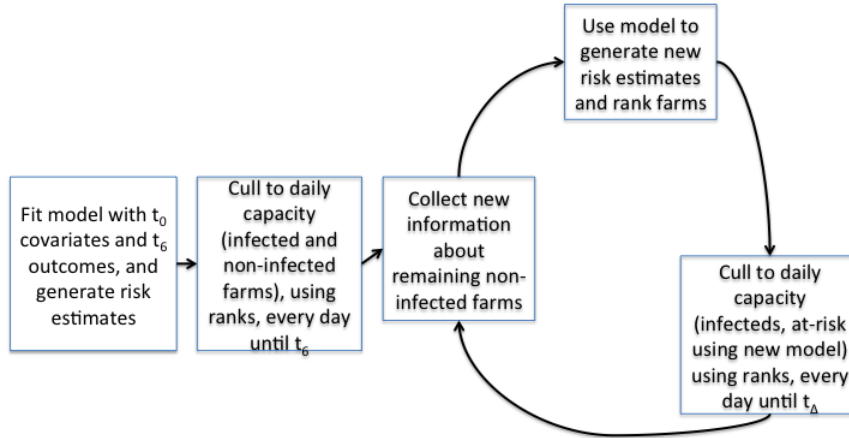 Fit model with t₀
covariates and t₆
outcomes, and
generate risk
estimates
Cull to daily
capacity
(infected and
non-infected
farms), using
ranks, every day
until t₆
Collect new
information
about
remaining non-
infected farms
Use model to
generate new
risk estimates
and rank farms
Cull to daily
capacity
(infecteds, at-risk
using new model)
using ranks, every
day until t_Δ